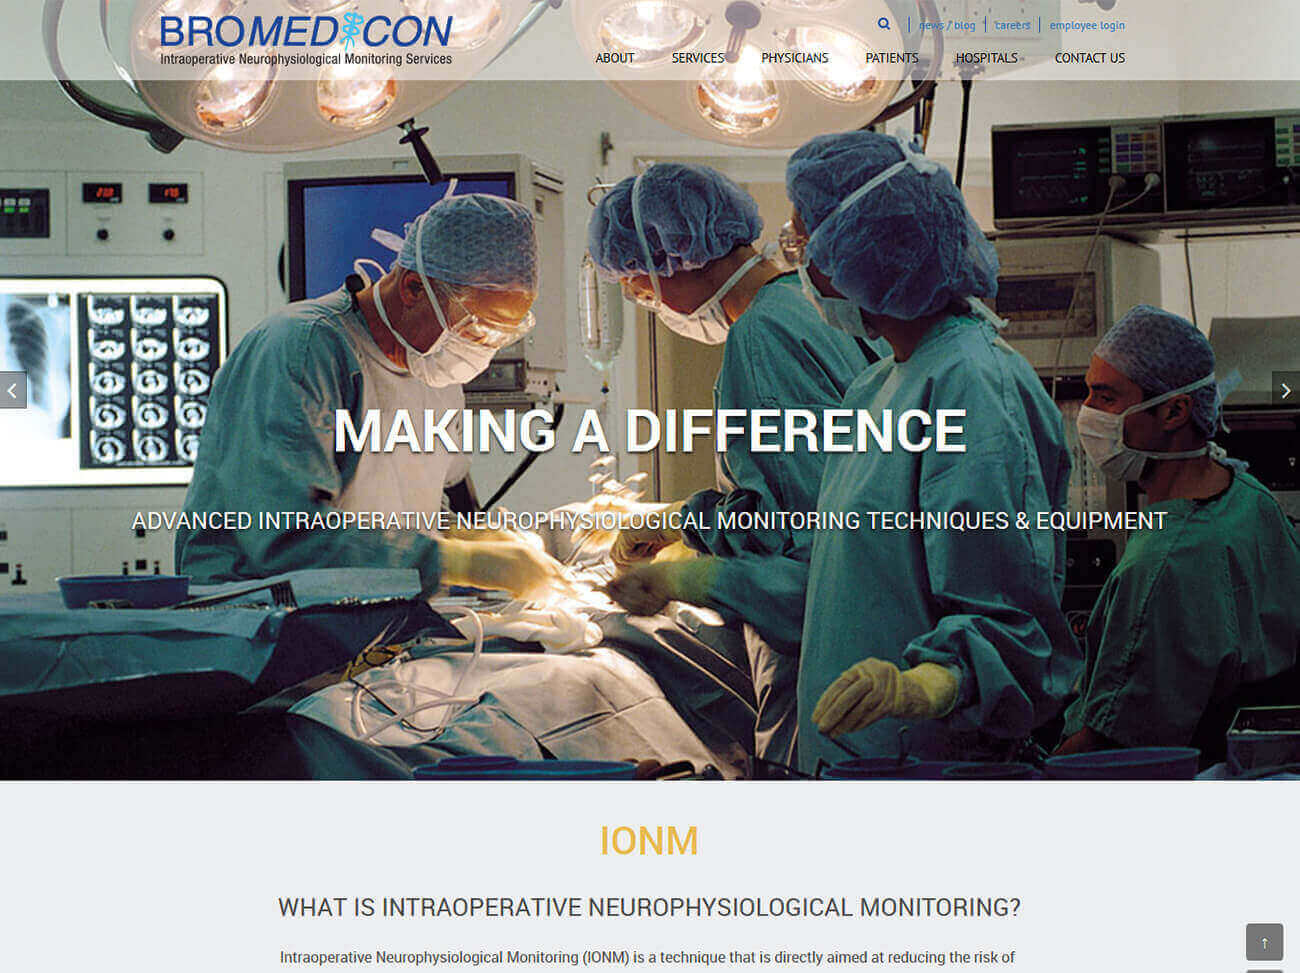 BROMEDICON
Intraoperative Neurophysiological Monitoring Services
news / blog
careers
employee login
ABOUT SERVICES PHYSICIANS PATIENTS HOSPITALS CONTACT US
MAKING A DIFFERENCE
ADVANCED INTRAOPERATIVE NEUROPHYSIOLOGICAL MONITORING TECHNIQUES & EQUIPMENT
IONM
WHAT IS INTRAOPERATIVE NEUROPHYSIOLOGICAL MONITORING?
Intraoperative Neurophysiological Monitoring (IONM) is a technique that is directly aimed at reducing the risk of